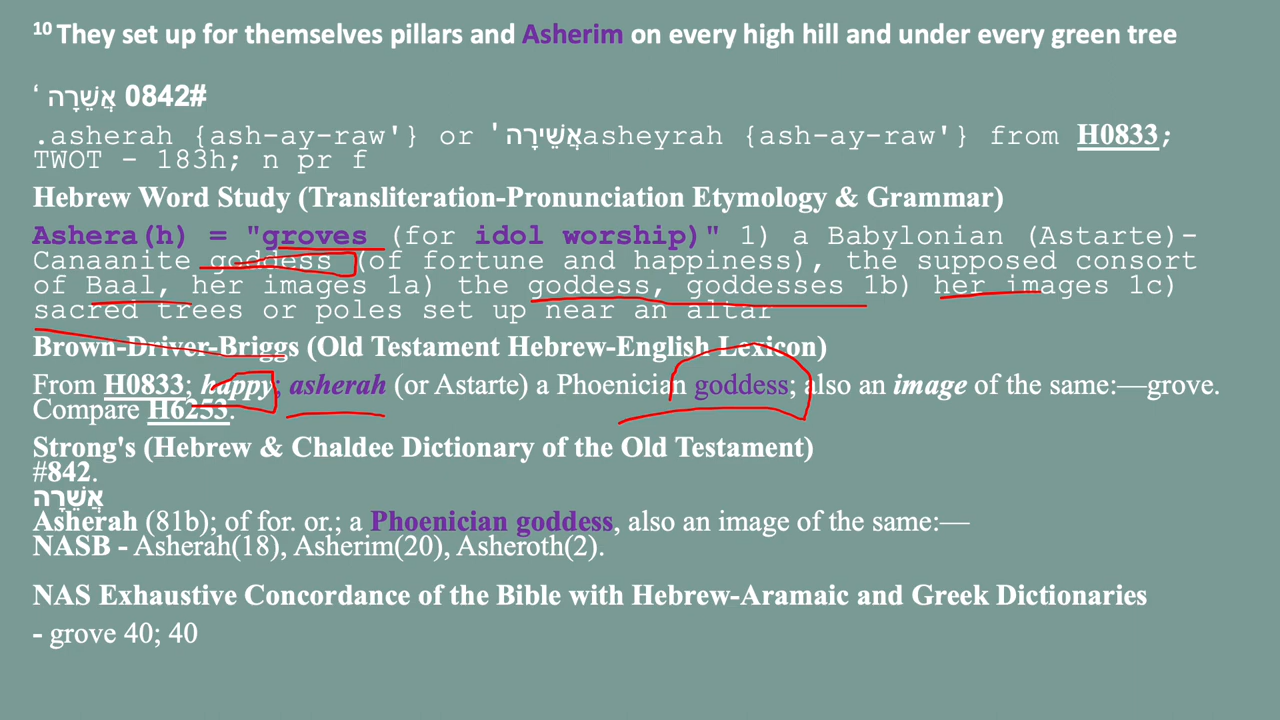 10 They set up for themselves pillars and Asherim on every high hill and under every green tree
‘ אֲשֵׁרָה 0842#
.asherah {ash-ay-raw'} or ' אֲשֵׁירָהasheyrah {ash-ay-raw'} from H0833;
TWOT - 183h; n pr f
Hebrew Word Study (Transliteration-Pronunciation Etymology & Grammar)
Ashera(h) = "groves (for idol worship)" 1) a Babylonian (Astarte)-
Canaanite goddess (of fortune and happiness), the supposed consort
of Baal, her images 1a) the goddess, goddesses 1b) her images 1c)
sacred trees or poles set up near an altar
Brown-Driver-Briggs (Old Testament Hebrew-English Lexicon)
From H0833; happy; asherah (or Astarte) a Phoenician goddess; also an image of the same:—grove.
Compare H6253.
Strong's (Hebrew & Chaldee Dictionary of the Old Testament)
#842.
אֲשֵׁרָה
Asherah (81b); of for. or.; a Phoenician goddess, also an image of the same:—
NASB - Asherah(18), Asherim(20), Asheroth(2).
NAS Exhaustive Concordance of the Bible with Hebrew-Aramaic and Greek Dictionaries
- grove 40; 40